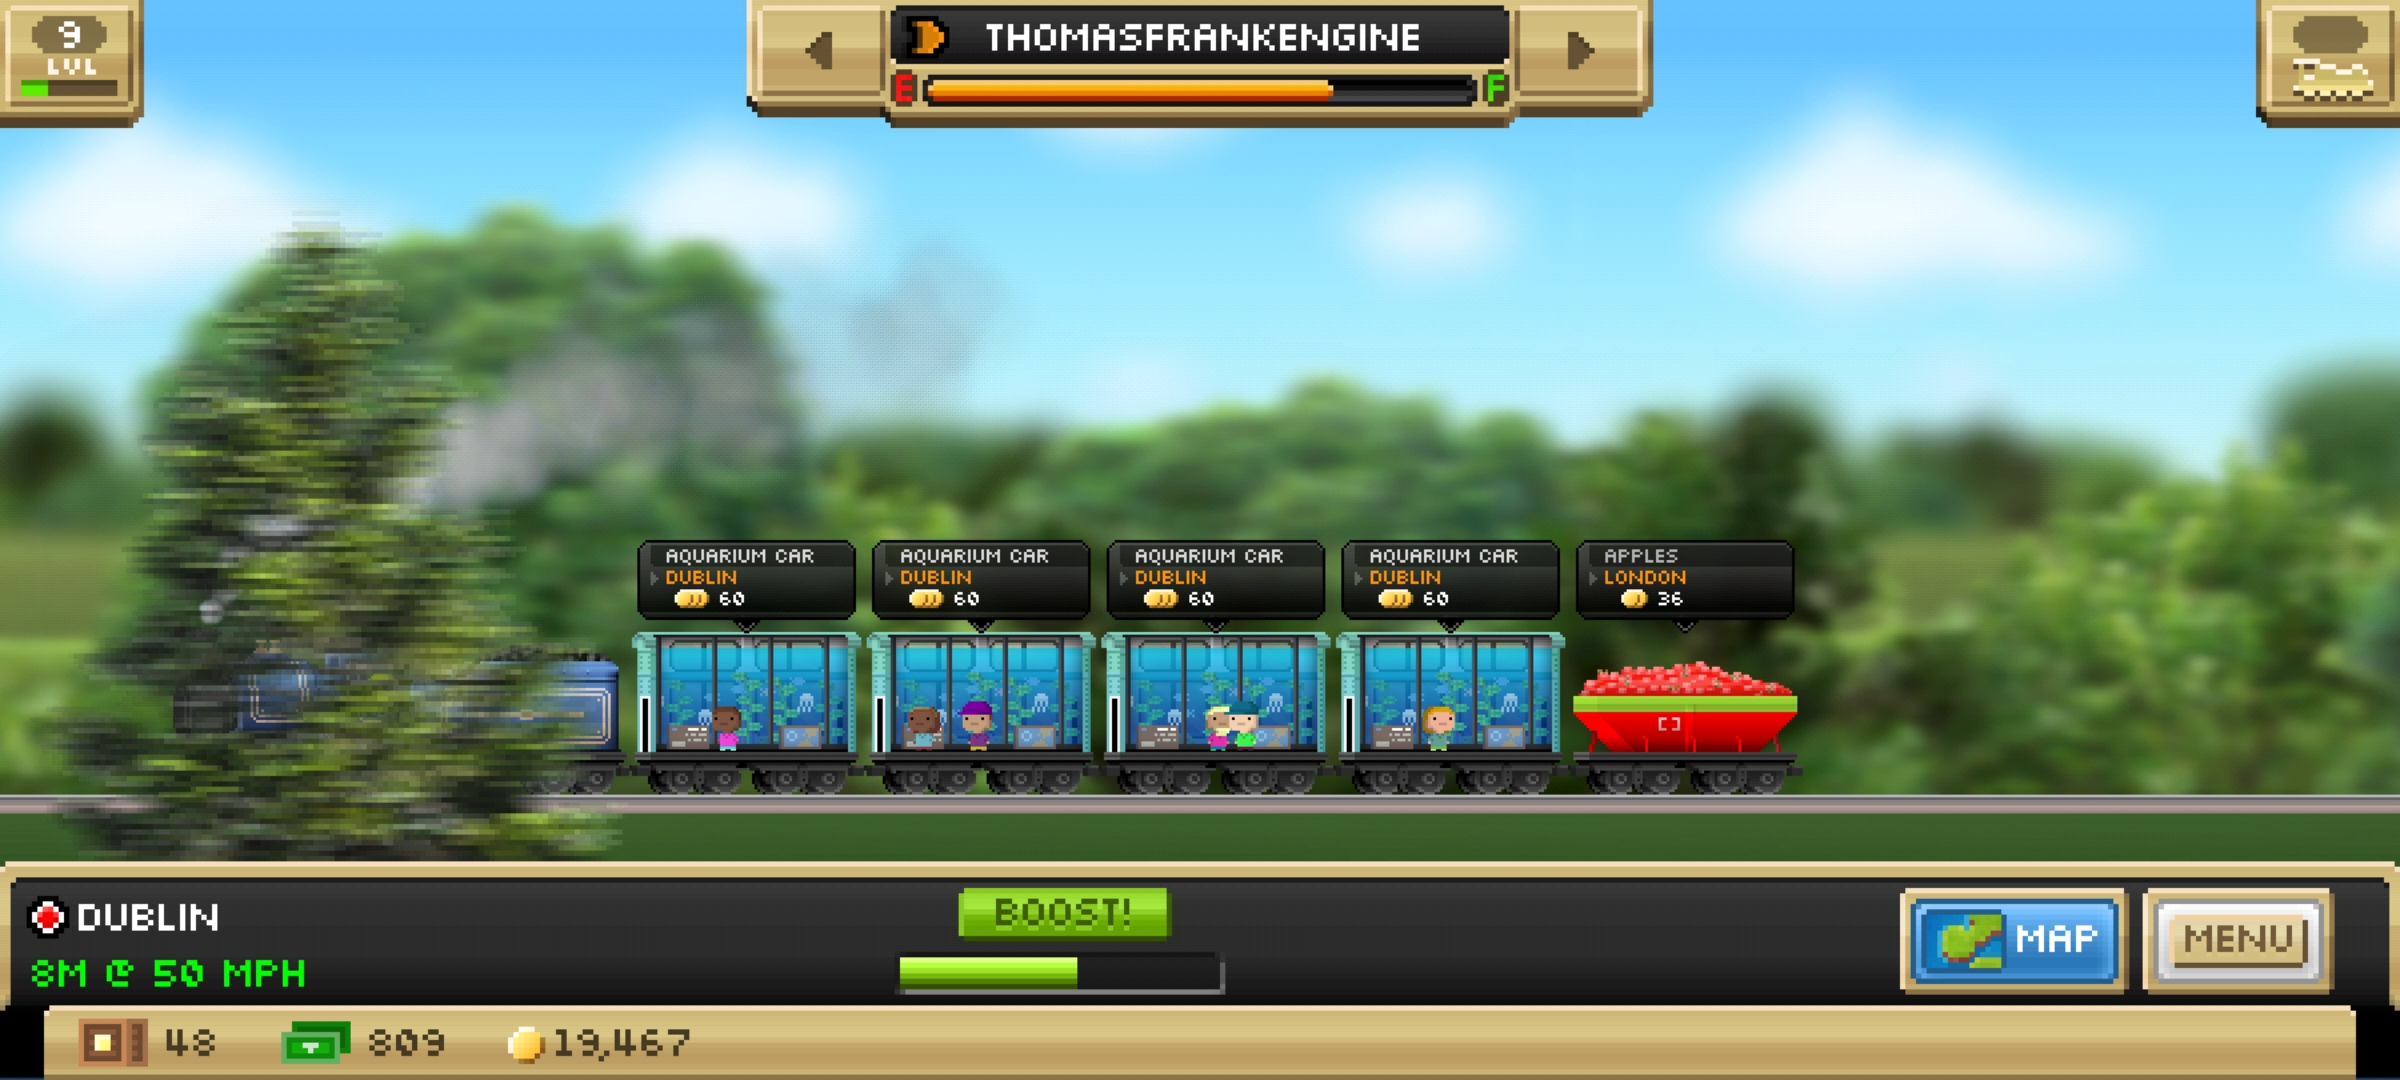 9
LVL
THOMASFRANKENGINE
E F
AQUARIUM CAR
DUBLIN
60
AQUARIUM CAR
DUBLIN
60
AQUARIUM CAR
DUBLIN
60
AQUARIUM CAR
DUBLIN
60
APPLES
LONDON
36
DUBLIN
8M @ 50 MPH
BOOST!
MAP
MENU
48
809
19,467